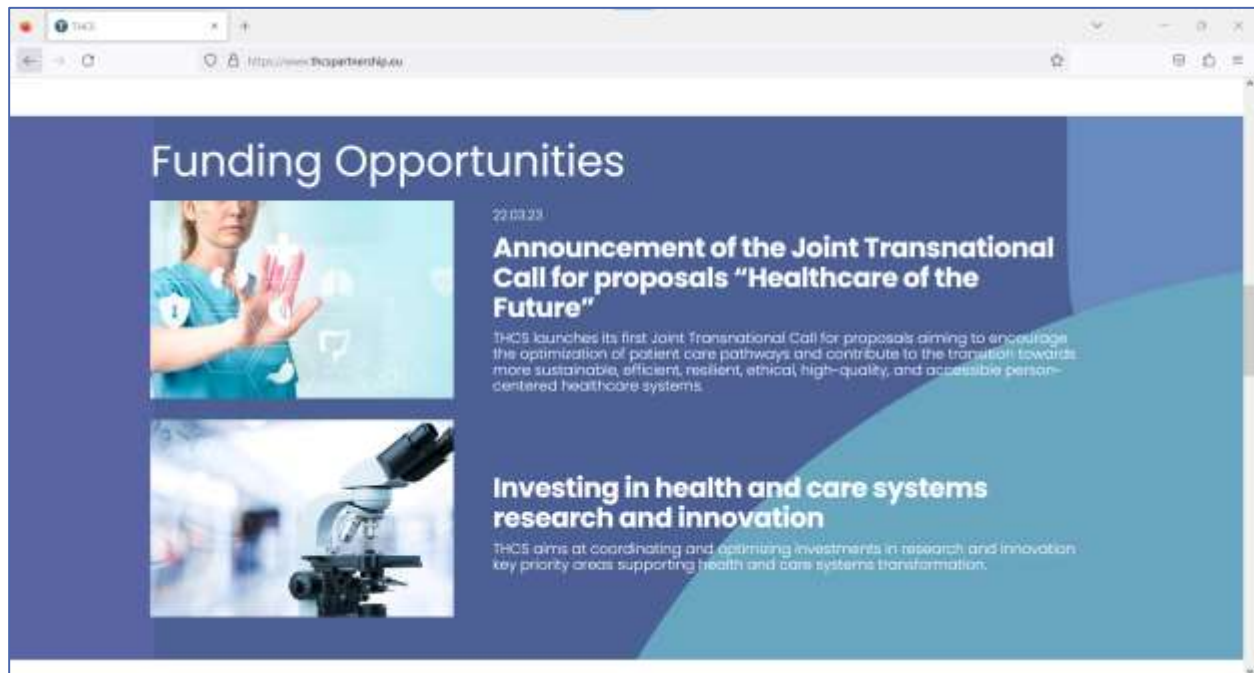 THCS
https://www.thcspartnership.eu
Funding Opportunities
22.03.23
Announcement of the Joint Transnational
Call for proposals “Healthcare of the
Future”
THCS launches its first Joint Transnational Call for proposals aiming to encourage
the optimization of patient care pathways and contribute to the transition towards
more sustainable, efficient, resilient, ethical, high-quality, and accessible person-
centered healthcare systems.
Investing in health and care systems
research and innovation
THCS aims at coordinating and optimizing investments in research and innovation
key priority areas supporting health and care systems transformation.